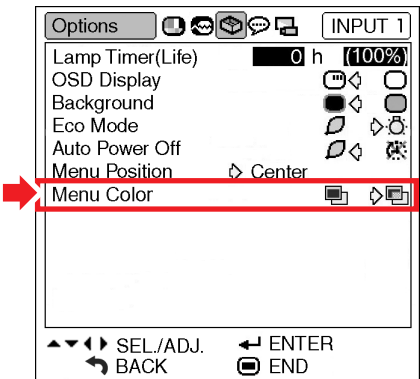 Options INPUT 1
Lamp Timer(Life) 0 h (100%)
OSD Display
Background
Eco Mode
Auto Power Off
Menu Position Center
Menu Color
SEL./ADJ. ENTER
BACK END